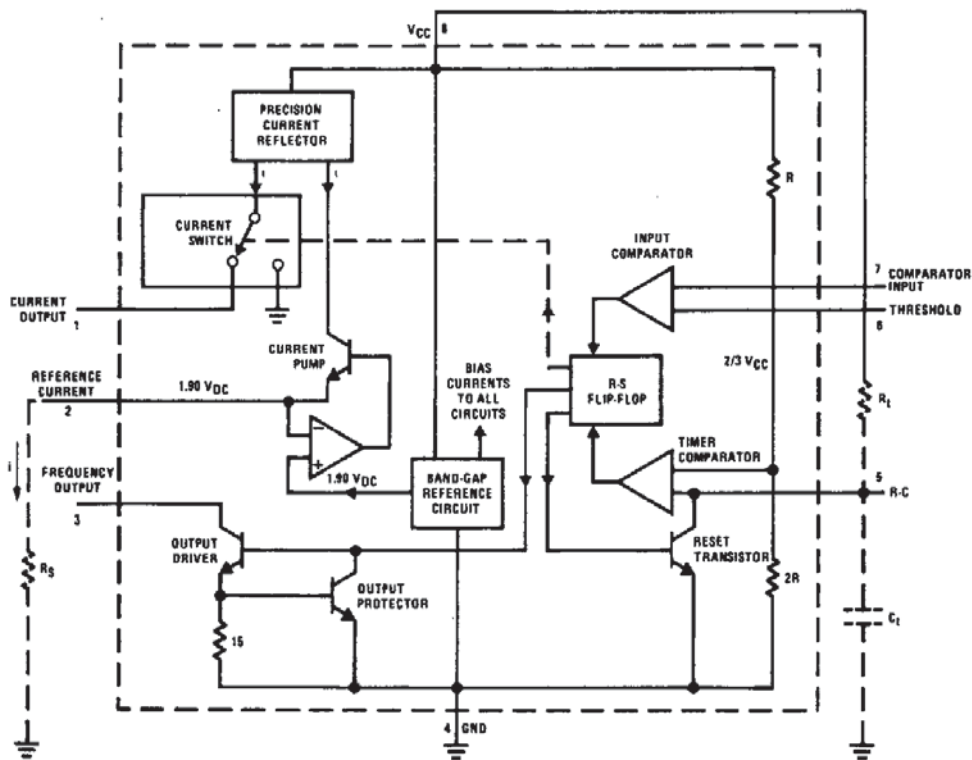 VCC 8
PRECISION
CURRENT
REFLECTOR
i
i
R
CURRENT
SWITCH
INPUT
COMPARATOR
7 COMPARATOR
INPUT
CURRENT
OUTPUT
1
THRESHOLD
6
CURRENT
PUMP
2/3 VCC
BIAS
CURRENTS
TO ALL
CIRCUITS
R-S
FLIP-FLOP
REFERENCE
CURRENT
2
1.90 VDC
Rt
−
+
TIMER
COMPARATOR
i
1.90 VDC
BAND-GAP
REFERENCE
CIRCUIT
5
R-C
FREQUENCY
OUTPUT
3
OUTPUT
DRIVER
RESET
TRANSISTOR
RS
2R
OUTPUT
PROTECTOR
Ct
15
4 GND